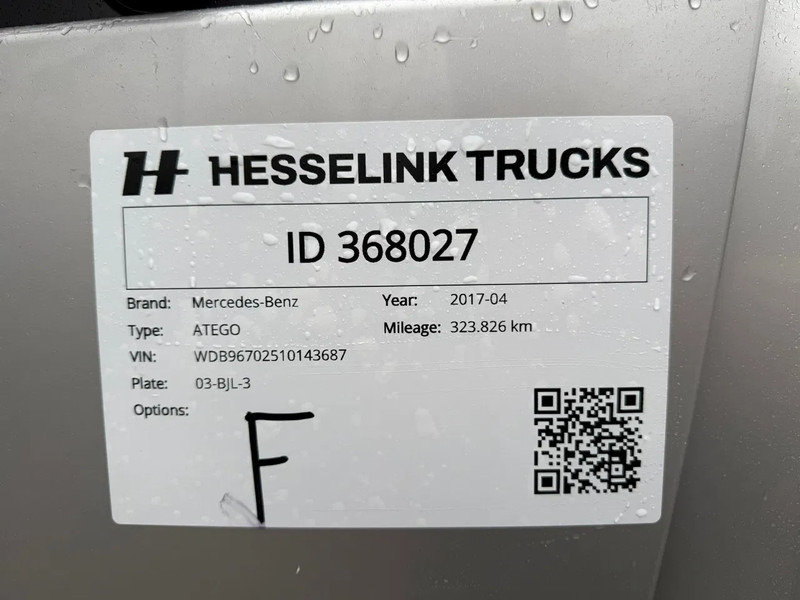 H HESSELINK TRUCKS
ID 368027
Brand: Mercedes-Benz Year: 2017-04
Type: ATEGO Mileage: 323.826 km
VIN: WDB96702510143687
Plate: 03-BJL-3
Options:
F